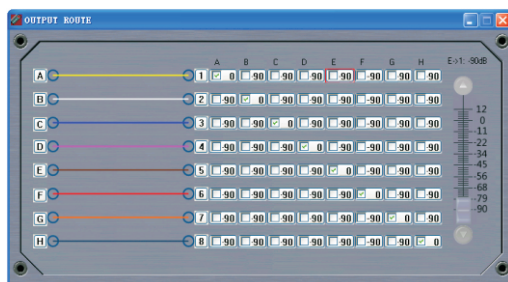 OUTPUT ROUTE
A B C D E F G H E->1: -90dB
A 1 0 -90 -90 -90 -90 -90 -90 -90
B 2 -90 0 -90 -90 -90 -90 -90 -90
C 3 -90 -90 0 -90 -90 -90 -90 -90
D 4 -90 -90 -90 0 -90 -90 -90 -90
E 5 -90 -90 -90 -90 0 -90 -90 -90
F 6 -90 -90 -90 -90 -90 0 -90 -90
G 7 -90 -90 -90 -90 -90 -90 0 -90
H 8 -90 -90 -90 -90 -90 -90 -90 0
12
0
-11
-22
-34
-45
-56
-68
-79
-90